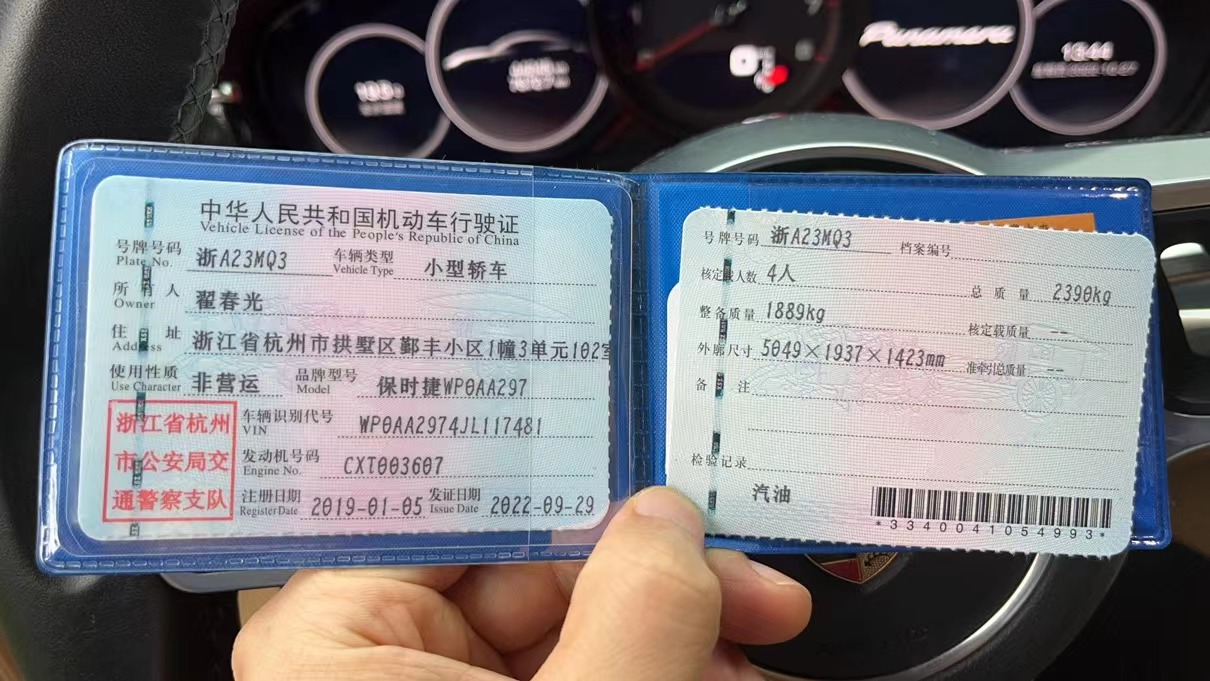 Panamera
中华人民共和国机动车行驶证
Vehicle License of the People's Republic of China
号牌号码 浙A23MQ3 车辆类型 小型轿车
Plate No. Vehicle Type
所有人 翟春光
Owner
住址 浙江省杭州市拱墅区鄞丰小区1幢3单元102室
Address
使用性质 非营运 品牌型号 保时捷WP0AA297
Use Character Model
浙江省杭州
市公安局交
通警察支队
车辆识别代号 WP0AA2974JL117481
VIN
发动机号码 CXT003607
Engine No.
注册日期 2019-01-05 发证日期 2022-09-29
Register Date Issue Date
号牌号码 浙A23MQ3 档案编号
核定载人数 4人 总质量 2390kg
整备质量 1889kg 核定载质量 --
外廓尺寸 5049×1937×1423mm 准牵引总质量 --
备注
检验记录
汽油
*3340041054993*